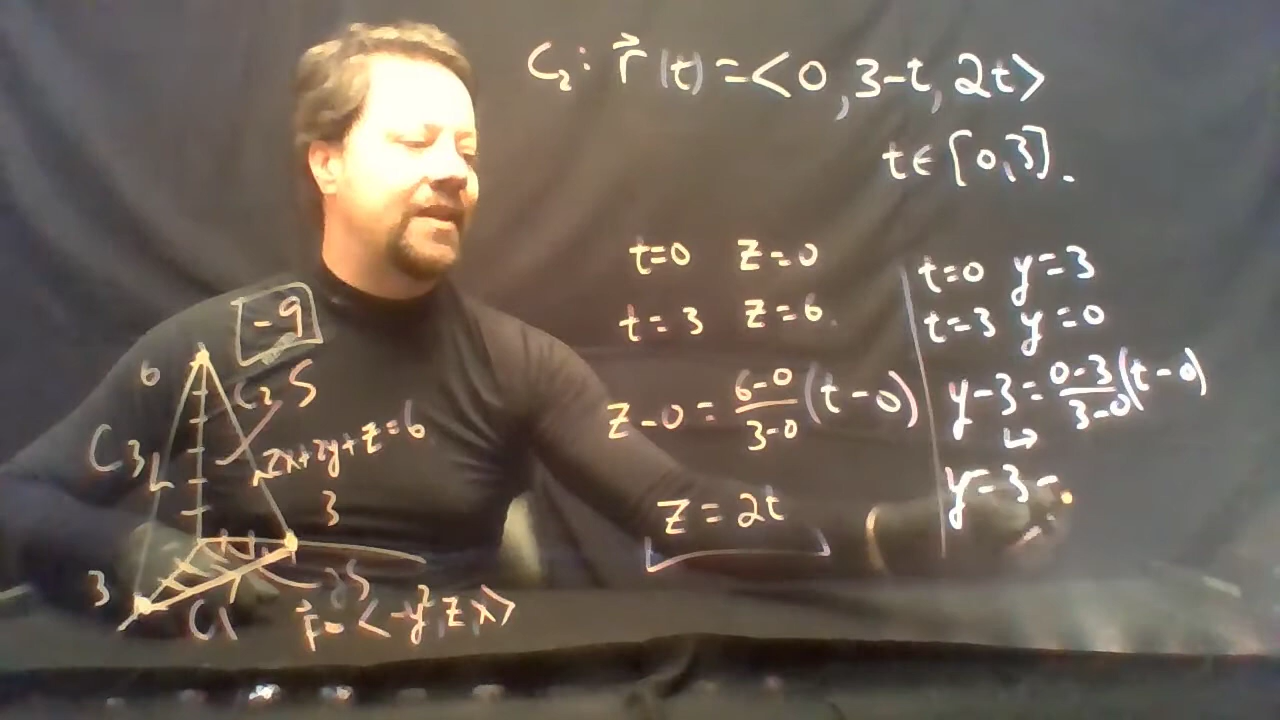 C₂: r⃗(t) = <0, 3-t, 2t>
t∈[0,3].
t=0 z=0
t=3 z=6
z-0 = 6-0/3-0 (t-0)
z = 2t
t=0 y=3
t=3 y=0
y-3 = 0-3/3-0 (t-0)
↳
y-3 =
-9
6
C₂ S
C3
2x+2y+z=6
3
3
C1
∂S
F⃗ = <-y², z, x>